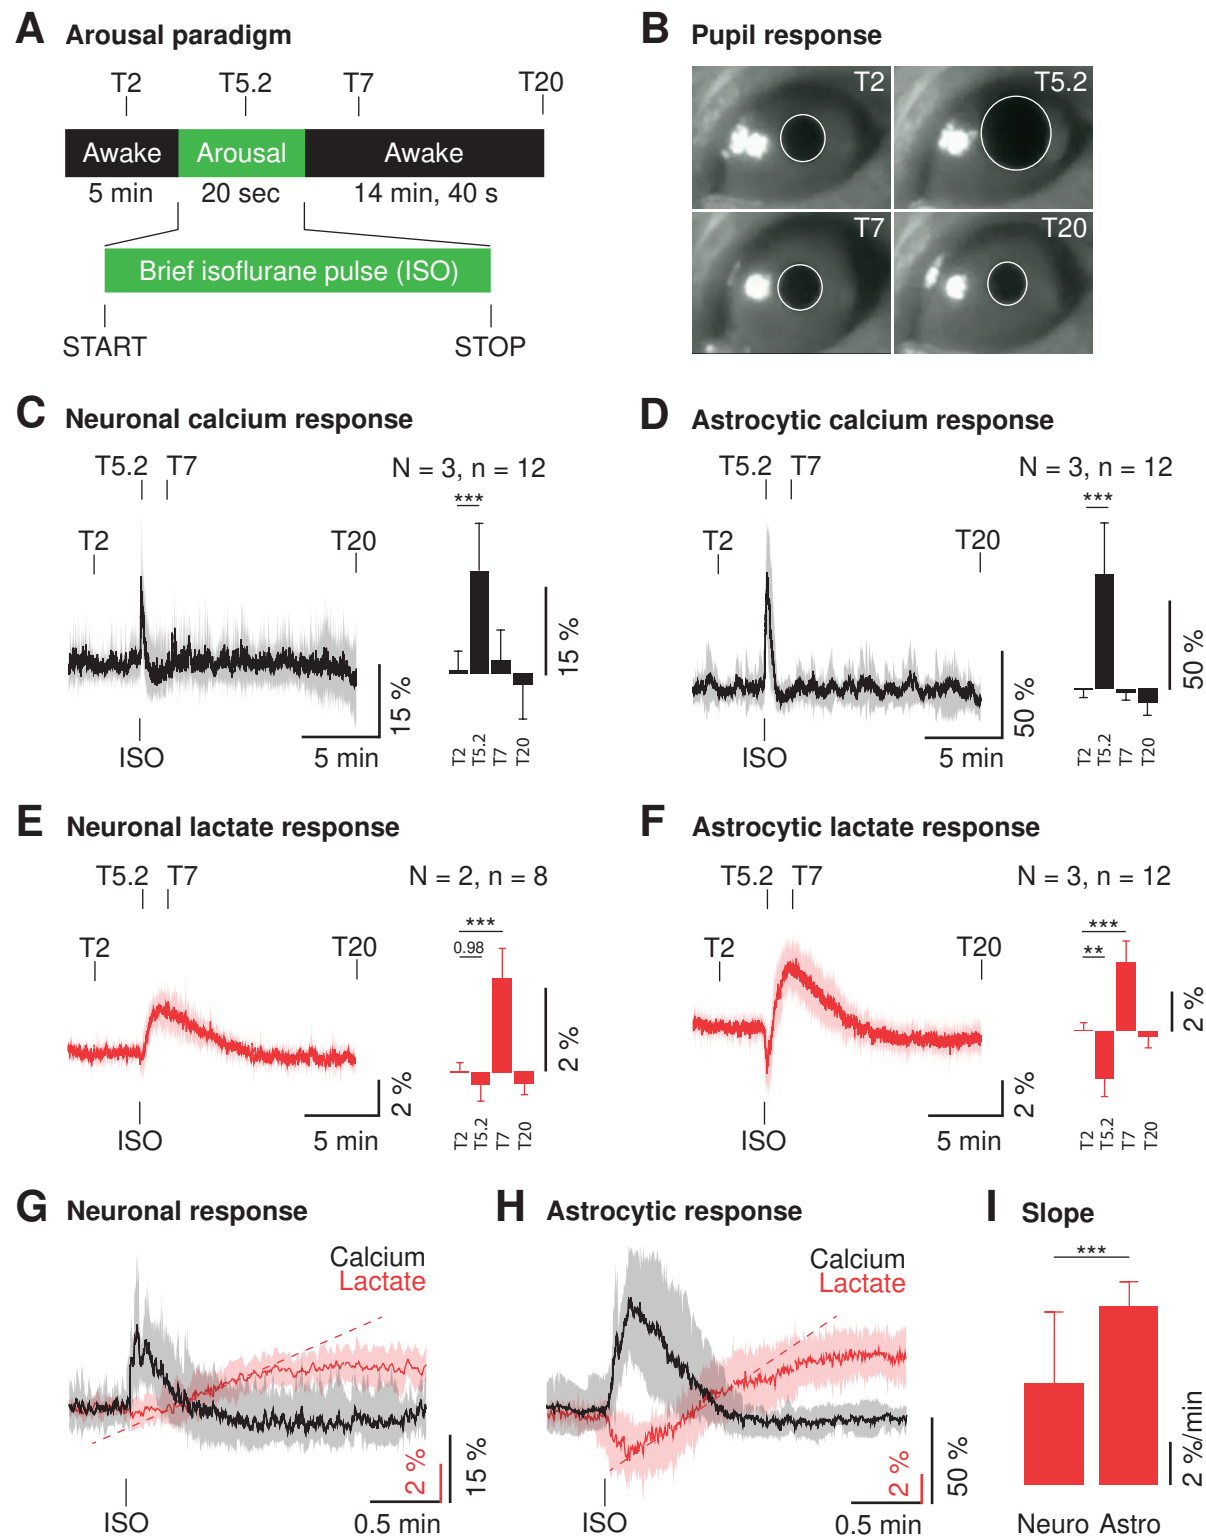 A Arousal paradigm
T2 T5.2 T7 T20
Awake Arousal Awake
5 min 20 sec 14 min, 40 s
Brief isoflurane pulse (ISO)
START STOP
B Pupil response
T2 T5.2
T7 T20
C Neuronal calcium response
T5.2 T7 N = 3, n = 12
***
T2 T20
15 % 15 %
ISO 5 min
T2 T5.2 T7 T20
D Astrocytic calcium response
T5.2 T7 N = 3, n = 12
***
T2 T20
50 % 50 %
ISO 5 min
T2 T5.2 T7 T20
E Neuronal lactate response
T5.2 T7 N = 2, n = 8
***
0.98
T2 T20
2 % 2 %
ISO 5 min
T2 T5.2 T7 T20
F Astrocytic lactate response
T5.2 T7 N = 3, n = 12
***
**
T2 T20
2 % 2 %
ISO 5 min
T2 T5.2 T7 T20
G Neuronal response
Calcium
Lactate
2 % 15 %
ISO 0.5 min
H Astrocytic response
Calcium
Lactate
2 % 50 %
ISO 0.5 min
I Slope
***
2 %/min
Neuro Astro